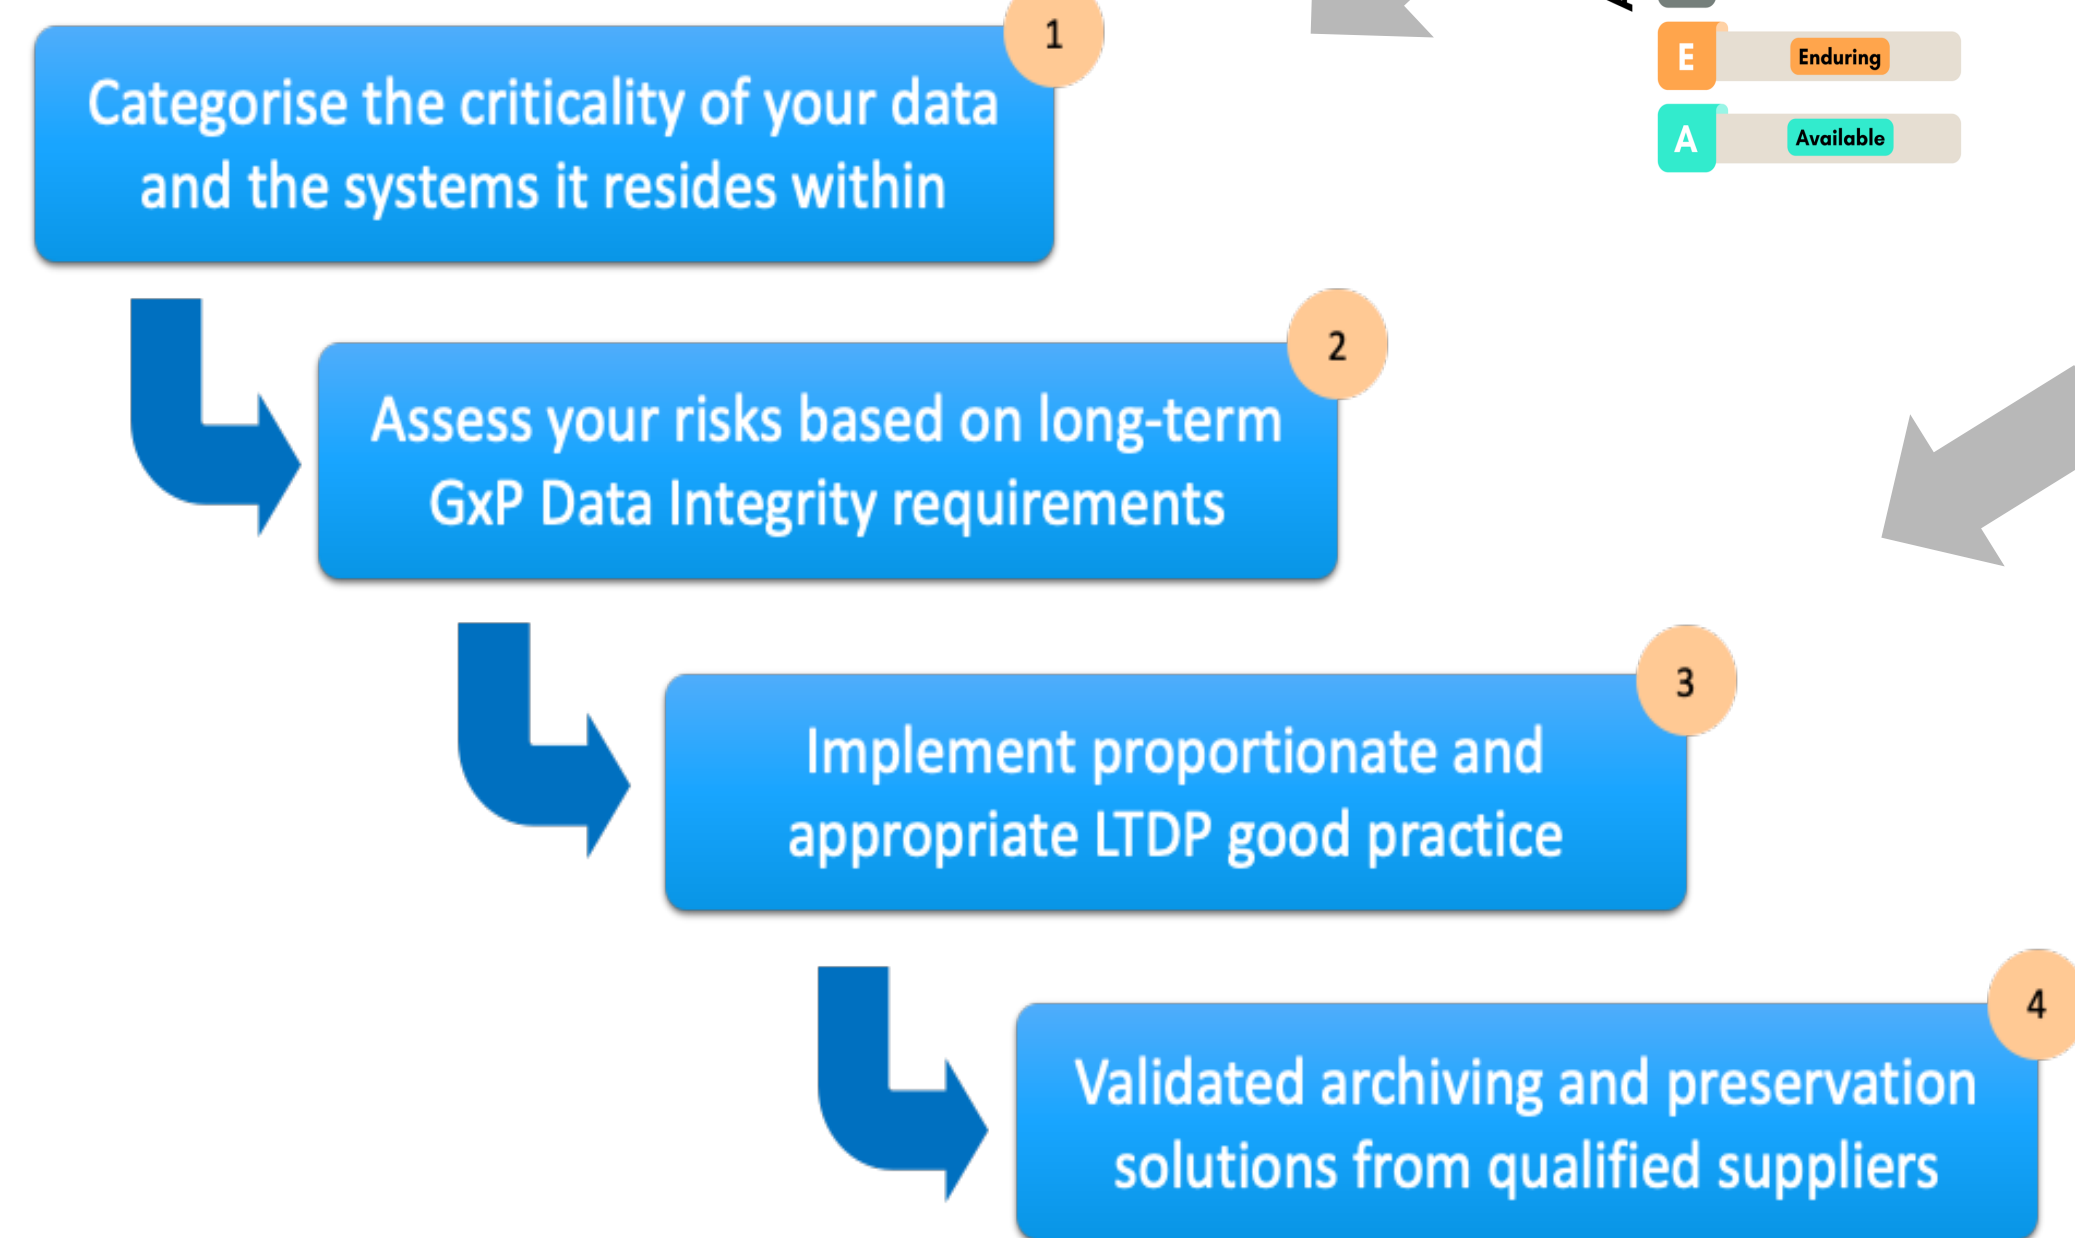 1
Categorise the criticality of your data
and the systems it resides within
E Enduring
A Available
2
Assess your risks based on long-term
GxP Data Integrity requirements
3
Implement proportionate and
appropriate LTDP good practice
4
Validated archiving and preservation
solutions from qualified suppliers